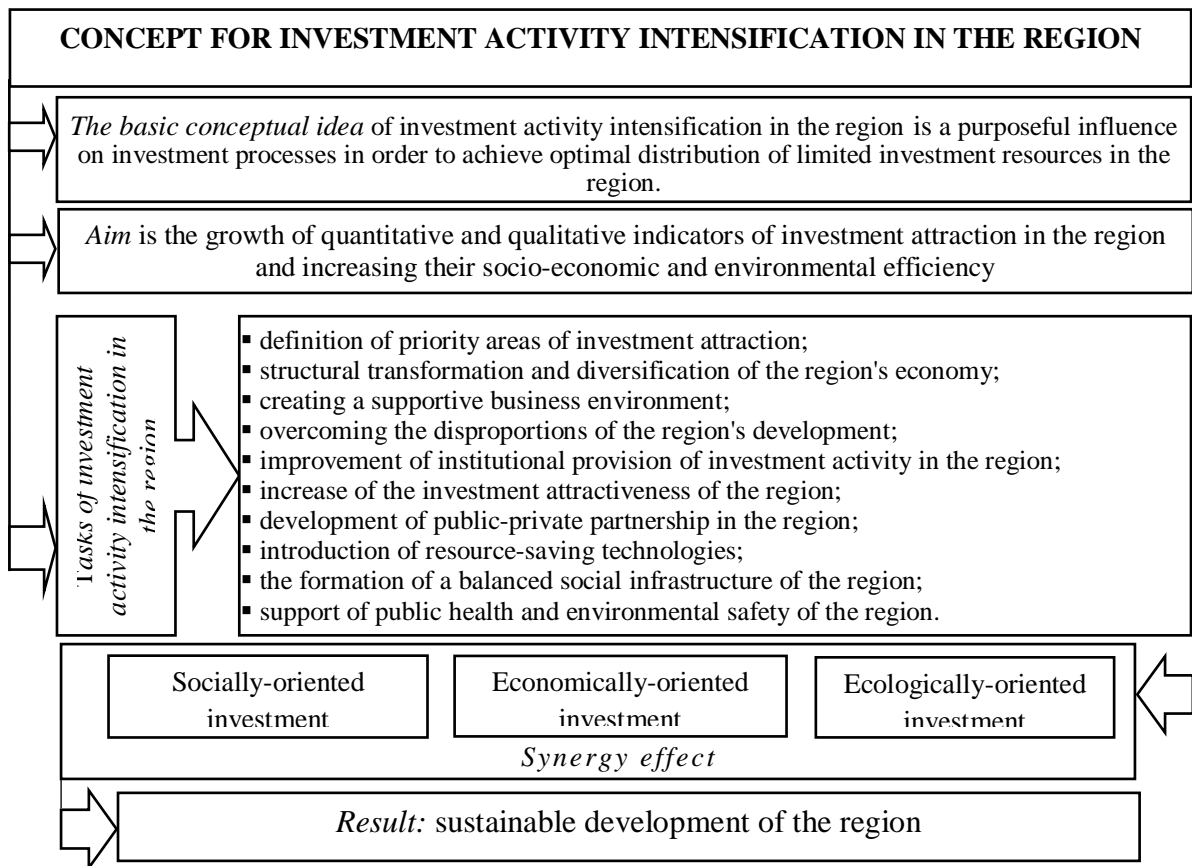 CONCEPT FOR INVESTMENT ACTIVITY INTENSIFICATION IN THE REGION
The basic conceptual idea of investment activity intensification in the region is a purposeful influence
on investment processes in order to achieve optimal distribution of limited investment resources in the
region.
Aim is the growth of quantitative and qualitative indicators of investment attraction in the region
and increasing their socio-economic and environmental efficiency
Tasks of investment
activity intensification in
the region
▪ definition of priority areas of investment attraction;
▪ structural transformation and diversification of the region's economy;
▪ creating a supportive business environment;
▪ overcoming the disproportions of the region's development;
▪ improvement of institutional provision of investment activity in the region;
▪ increase of the investment attractiveness of the region;
▪ development of public-private partnership in the region;
▪ introduction of resource-saving technologies;
▪ the formation of a balanced social infrastructure of the region;
▪ support of public health and environmental safety of the region.
Socially-oriented
investment
Economically-oriented
investment
Ecologically-oriented
investment
Synergy effect
Result: sustainable development of the region